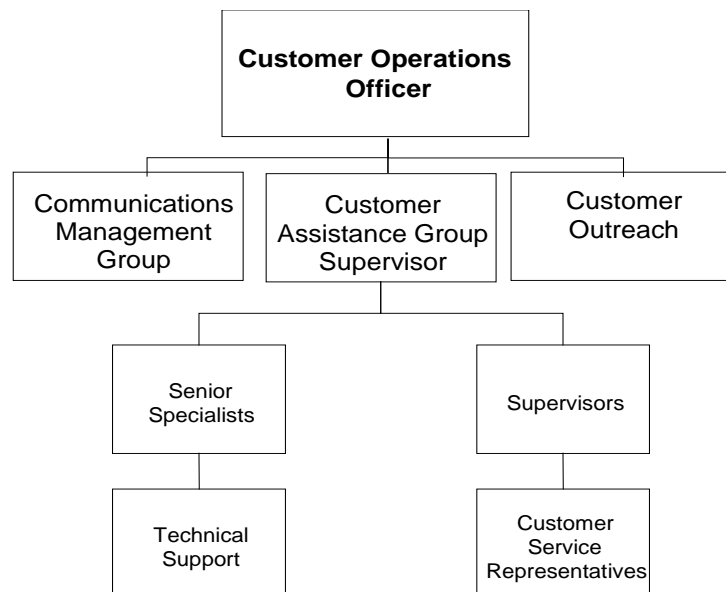 Customer Operations
Officer
Communications
Management
Group
Customer
Assistance Group
Supervisor
Customer
Outreach
Senior
Specialists
Supervisors
Technical
Support
Customer
Service
Representatives